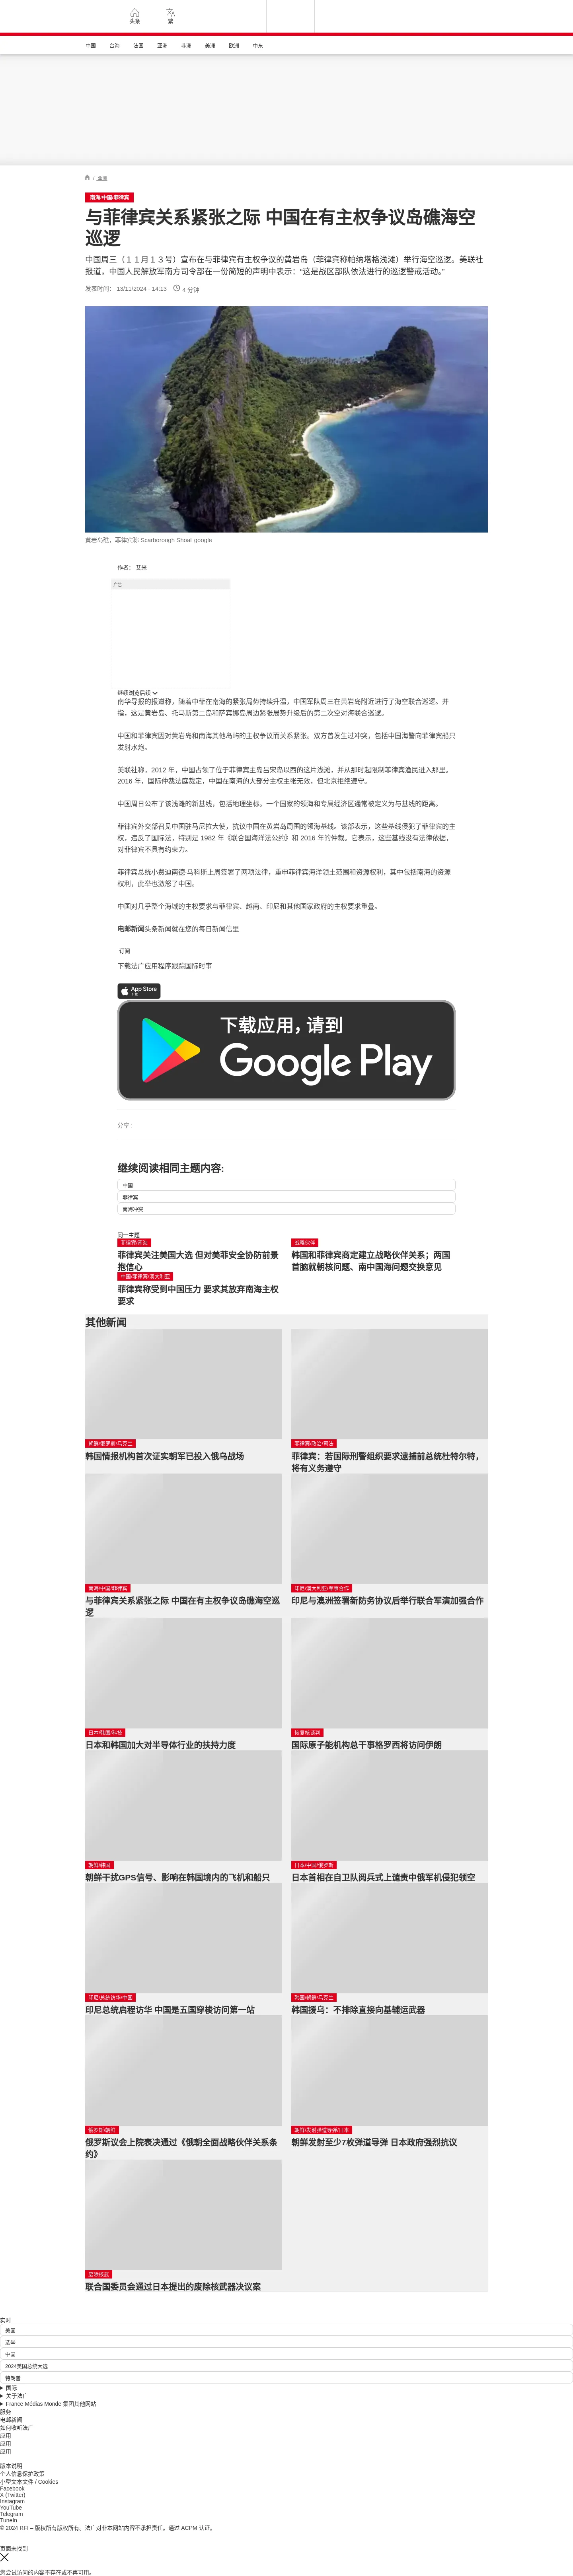 头条
繁
中国
台海
法国
亚洲
非洲
美洲
欧洲
中东
/ 亚洲
南海/中国/菲律宾
与菲律宾关系紧张之际 中国在有主权争议岛礁海空
巡逻
中国周三（１１月１３号）宣布在与菲律宾有主权争议的黄岩岛（菲律宾称帕纳塔格浅滩）举行海空巡逻。美联社
报道，中国人民解放军南方司令部在一份简短的声明中表示：“这是战区部队依法进行的巡逻警戒活动。”
发表时间： 13/11/2024 - 14:13
4 分钟
黄岩岛礁，菲律宾称 Scarborough Shoal google
作者： 艾米
广告
继续浏览后续
南华导报的报道称，随着中菲在南海的紧张局势持续升温，中国军队周三在黄岩岛附近进行了海空联合巡逻。并
指，这是黄岩岛、托马斯第二岛和萨宾娜岛周边紧张局势升级后的第二次空对海联合巡逻。
中国和菲律宾因对黄岩岛和南海其他岛屿的主权争议而关系紧张。双方曾发生过冲突，包括中国海警向菲律宾船只
发射水炮。
美联社称，2012 年，中国占领了位于菲律宾主岛吕宋岛以西的这片浅滩，并从那时起限制菲律宾渔民进入那里。
2016 年，国际仲裁法庭裁定，中国在南海的大部分主权主张无效，但北京拒绝遵守。
中国周日公布了该浅滩的新基线，包括地理坐标。一个国家的领海和专属经济区通常被定义为与基线的距离。
菲律宾外交部召见中国驻马尼拉大使，抗议中国在黄岩岛周围的领海基线。该部表示，这些基线侵犯了菲律宾的主
权，违反了国际法，特别是 1982 年《联合国海洋法公约》和 2016 年的仲裁。它表示，这些基线没有法律依据，
对菲律宾不具有约束力。
菲律宾总统小费迪南德·马科斯上周签署了两项法律，重申菲律宾海洋领土范围和资源权利，其中包括南海的资源
权利，此举也激怒了中国。
中国对几乎整个海域的主权要求与菲律宾、越南、印尼和其他国家政府的主权要求重叠。
电邮新闻头条新闻就在您的每日新闻信里
订阅
下载法广应用程序跟踪国际时事
App Store
下载
下载应用，请到
Google Play
分享 :
继续阅读相同主题内容:
中国
菲律宾
南海冲突
同一主题
菲律宾/南海
菲律宾关注美国大选 但对美菲安全协防前景
抱信心
战略伙伴
韩国和菲律宾商定建立战略伙伴关系；两国
首脑就朝核问题、南中国海问题交换意见
中国/菲律宾/澳大利亚
菲律宾称受到中国压力 要求其放弃南海主权
要求
其他新闻
朝鲜/俄罗斯/乌克兰
韩国情报机构首次证实朝军已投入俄乌战场
菲律宾/政治/司法
菲律宾：若国际刑警组织要求逮捕前总统杜特尔特，
将有义务遵守
南海/中国/菲律宾
与菲律宾关系紧张之际 中国在有主权争议岛礁海空巡
逻
印尼/澳大利亚/军事合作
印尼与澳洲签署新防务协议后举行联合军演加强合作
日本/韩国/科技
日本和韩国加大对半导体行业的扶持力度
恢复核谈判
国际原子能机构总干事格罗西将访问伊朗
朝鲜/韩国
朝鲜干扰GPS信号、影响在韩国境内的飞机和船只
日本/中国/俄罗斯
日本首相在自卫队阅兵式上谴责中俄军机侵犯领空
印尼/总统访华/中国
印尼总统启程访华 中国是五国穿梭访问第一站
韩国/朝鲜/乌克兰
韩国援乌：不排除直接向基辅运武器
俄罗斯/朝鲜
俄罗斯议会上院表决通过《俄朝全面战略伙伴关系条
约》
朝鲜/发射弹道导弹/日本
朝鲜发射至少7枚弹道导弹 日本政府强烈抗议
废除核武
联合国委员会通过日本提出的废除核武器决议案
实时
美国
选举
中国
2024美国总统大选
特朗普
国际
关于法广
France Médias Monde 集团其他网站
服务
电邮新闻
如何收听法广
应用
应用
应用
版本说明
个人信息保护政策
小型文本文件 / Cookies
Facebook
X (Twitter)
Instagram
YouTube
Telegram
TuneIn
© 2024 RFI – 版权所有版权所有。法广对非本网站内容不承担责任。通过 ACPM 认证。
页面未找到
您尝试访问的内容不存在或不再可用。